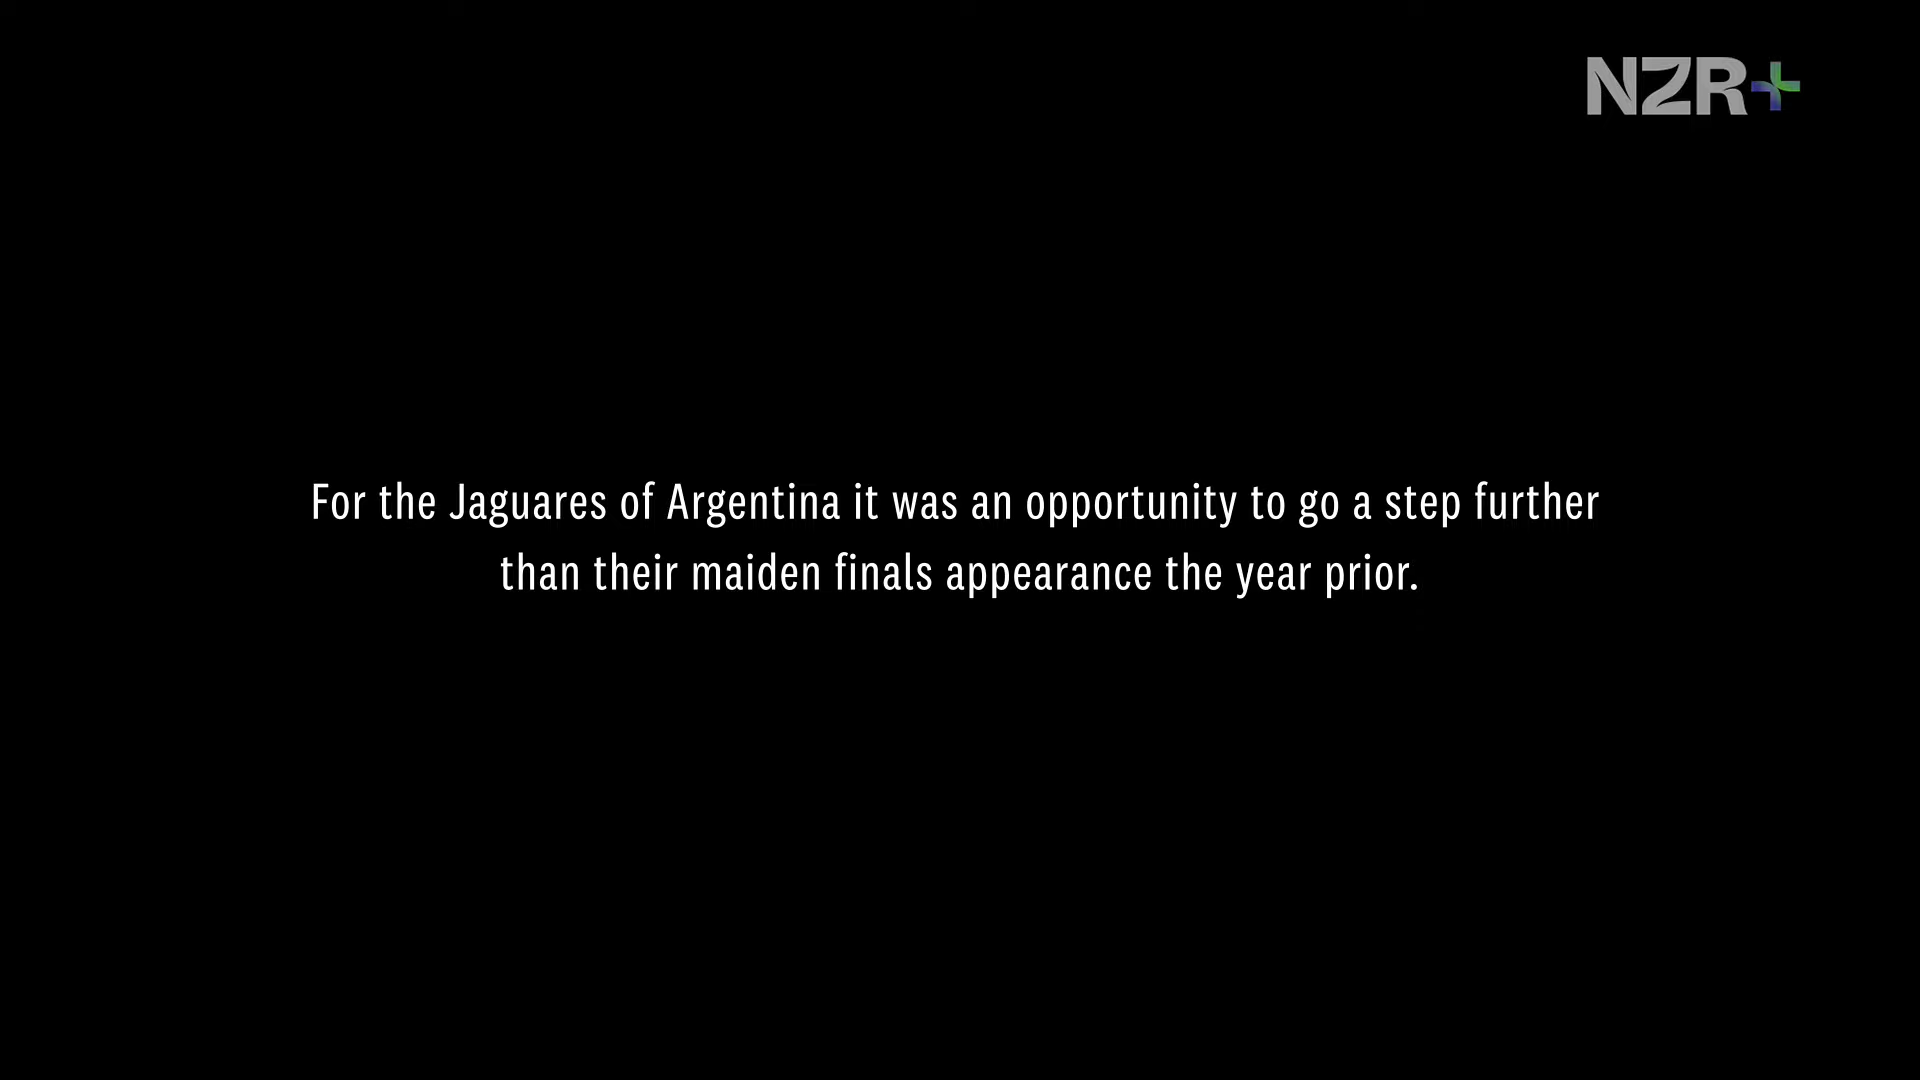 NZR+
For the Jaguares of Argentina it was an opportunity to go a step further
than their maiden finals appearance the year prior.